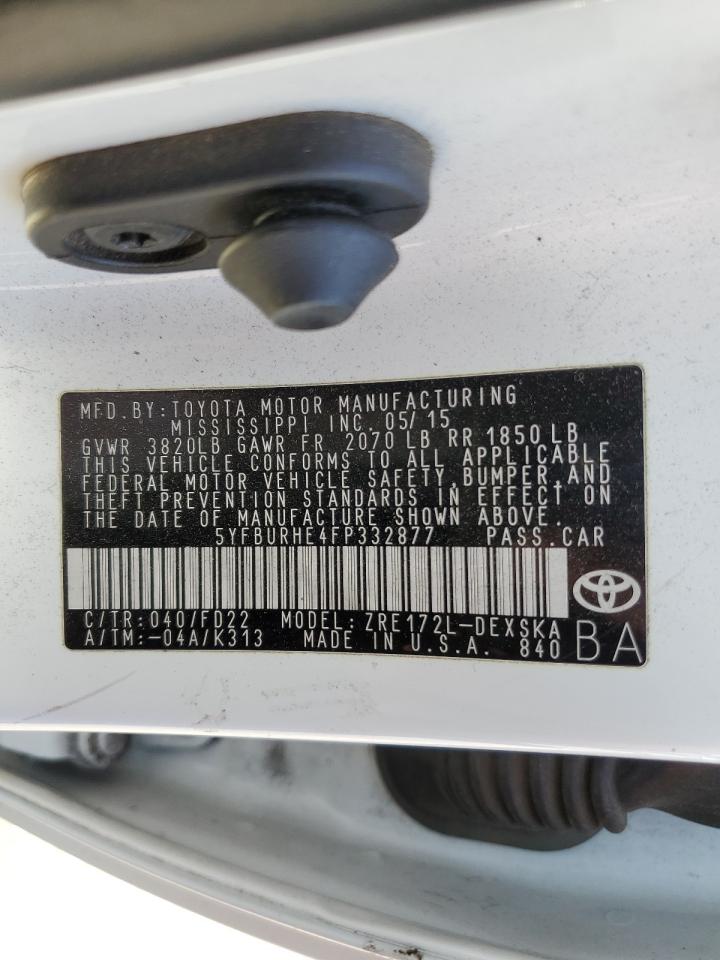 MFD.BY:TOYOTA MOTOR MANUFACTURING
MISSISSIPPI INC. 05/15
GVWR 3820LB GAWR FR 2070 LB RR 1850 LB
THIS VEHICLE CONFORMS TO ALL APPLICABLE
FEDERAL MOTOR VEHICLE SAFETY,BUMPER,AND
THEFT PREVENTION STANDARDS IN EFFECT ON
THE DATE OF MANUFACTURE SHOWN ABOVE.
5YFBURHE4FP332877 PASS.CAR
C/TR:040/FD22 MODEL:ZRE172L-DEXSKA
A/TM:-04A/K313 MADE IN U.S.A. 840 BA